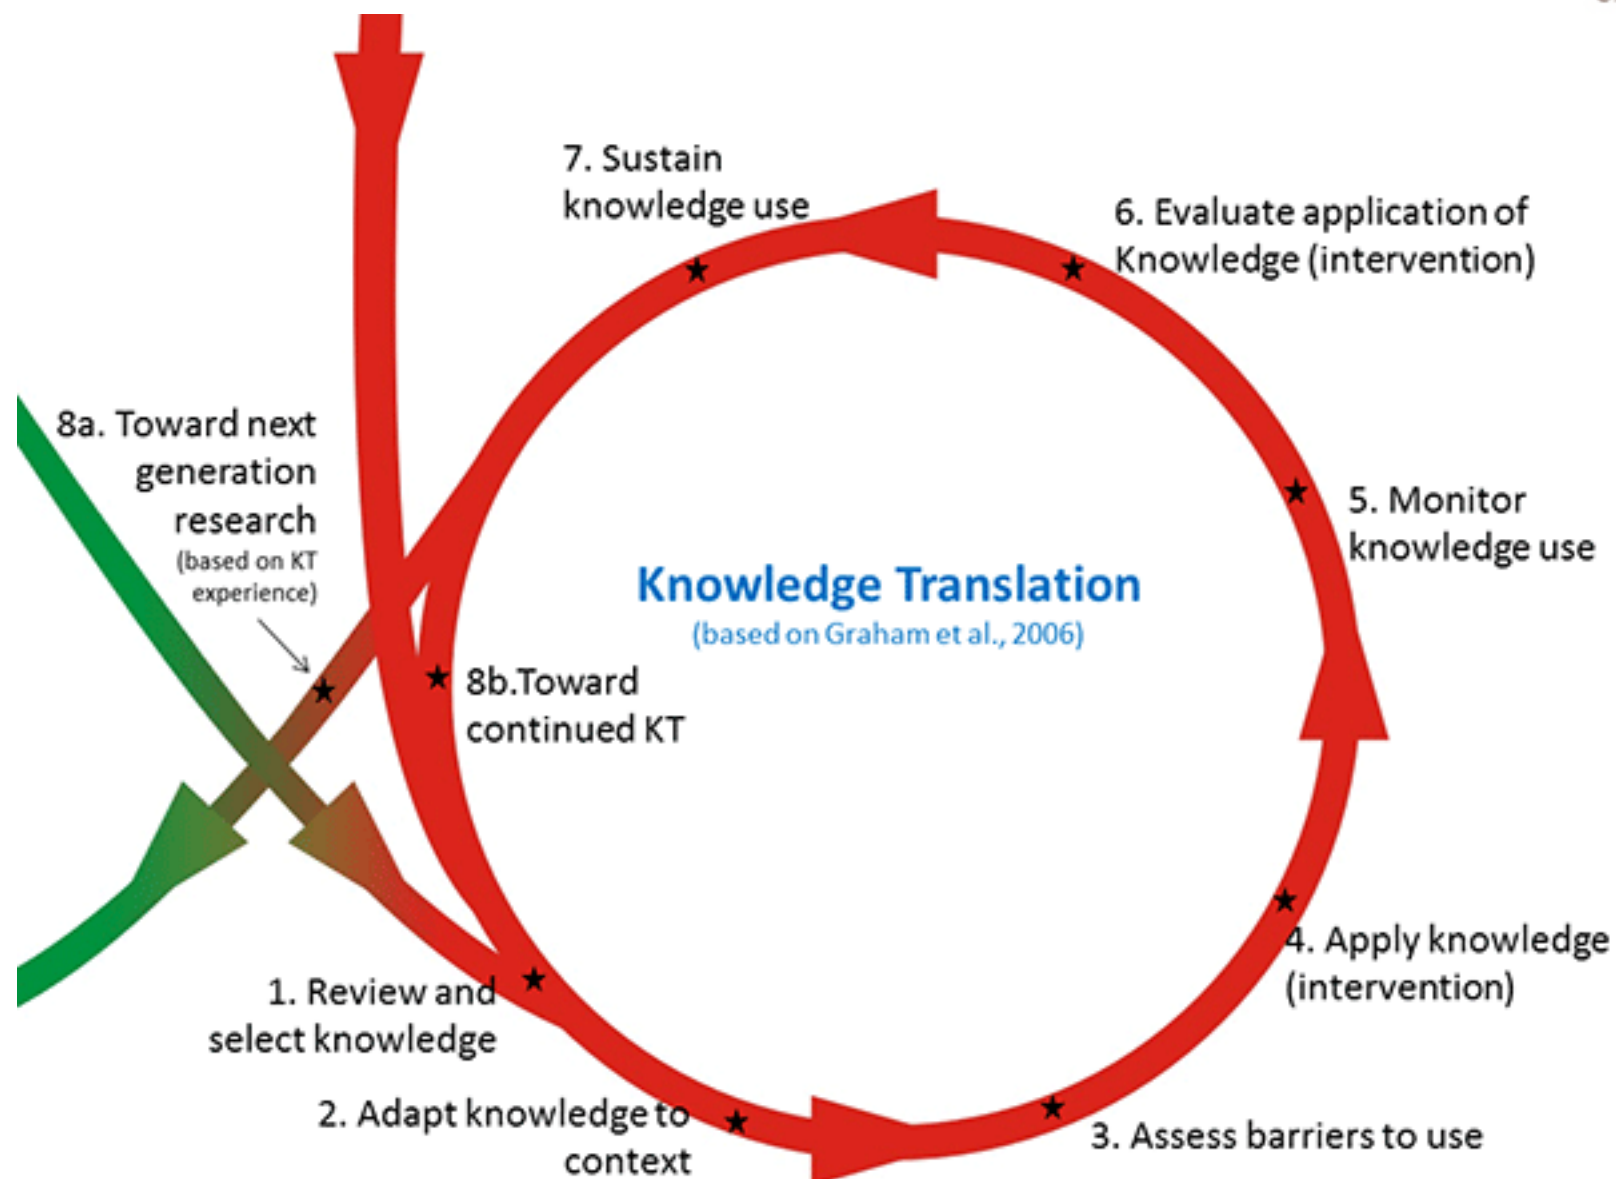 7. Sustain
knowledge use
6. Evaluate application of
Knowledge (intervention)
8a. Toward next
generation
research
(based on KT
experience)
5. Monitor
knowledge use
Knowledge Translation
(based on Graham et al., 2006)
8b.Toward
continued KT
4. Apply knowledge
(intervention)
1. Review and
select knowledge
2. Adapt knowledge to
context
3. Assess barriers to use